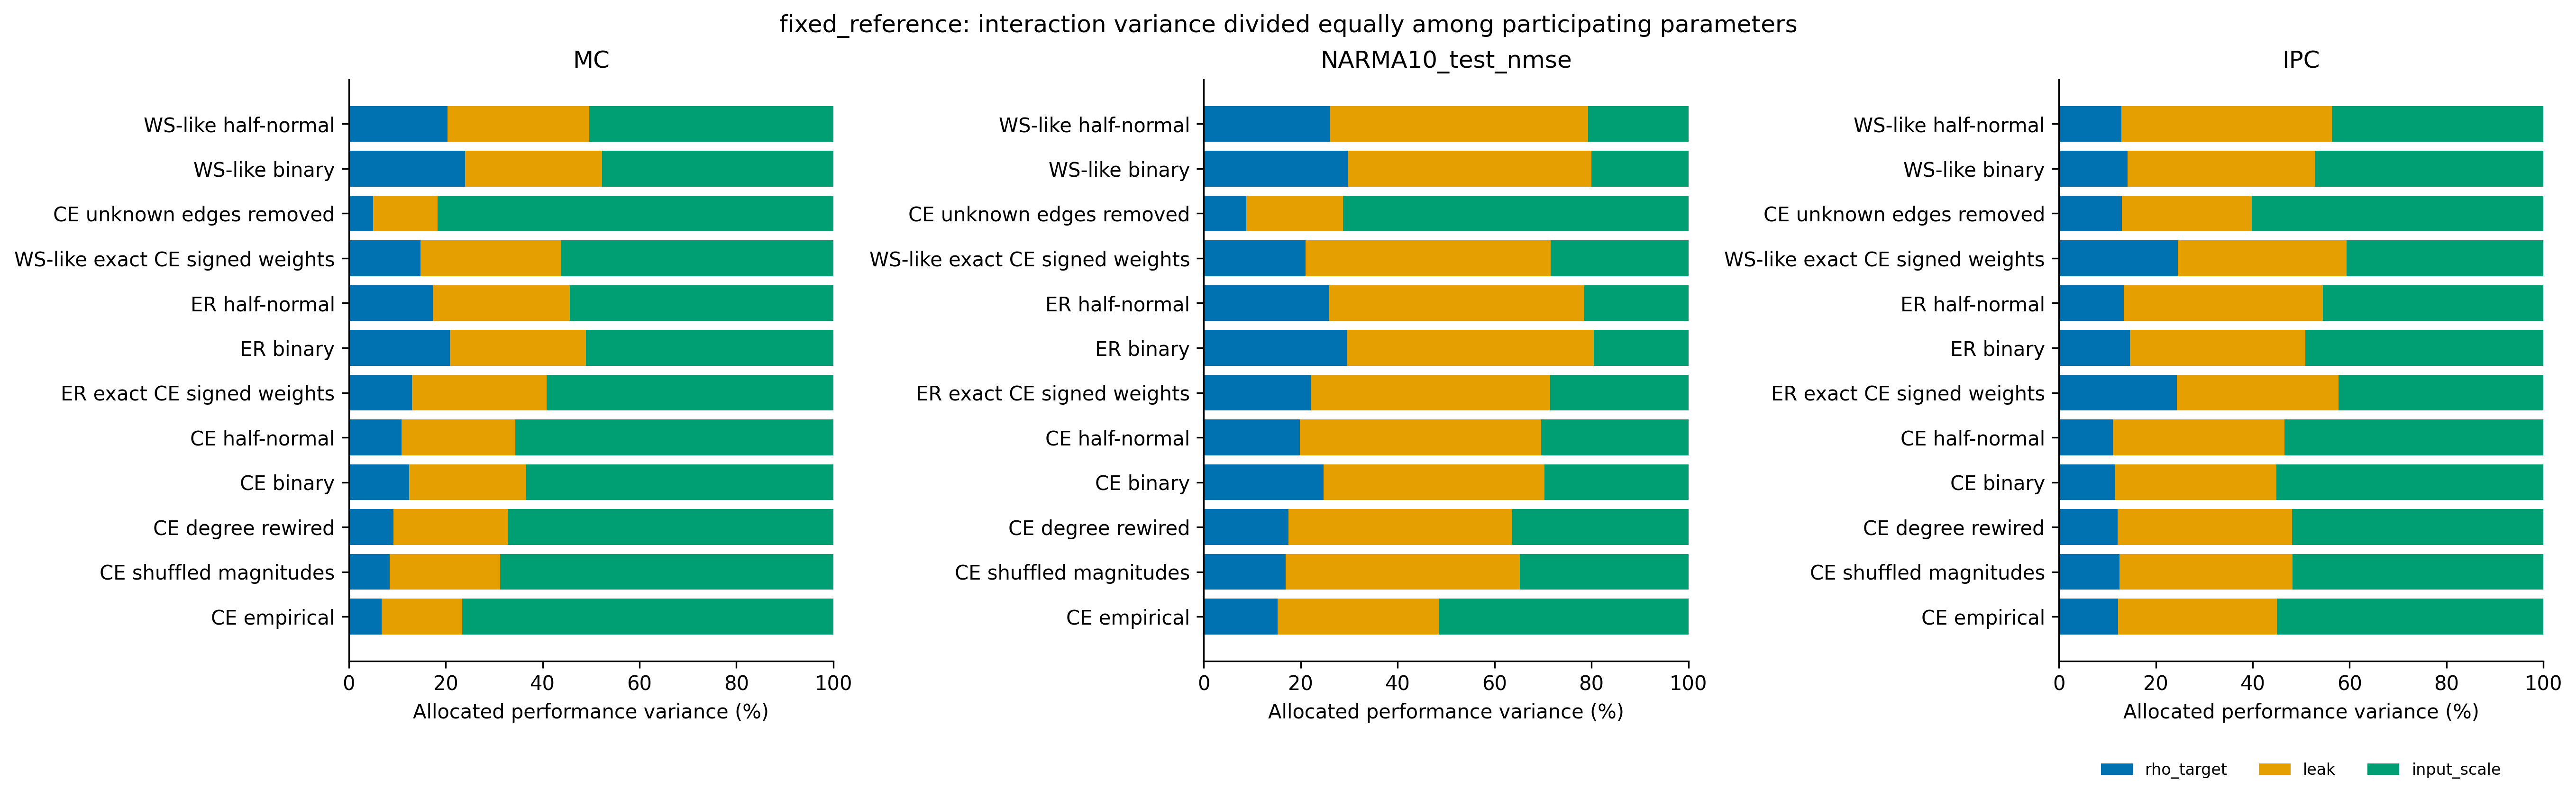 fixed_reference: interaction variance divided equally among participating parameters
MC
WS-like half-normal
WS-like binary
CE unknown edges removed
WS-like exact CE signed weights
ER half-normal
ER binary
ER exact CE signed weights
CE half-normal
CE binary
CE degree rewired
CE shuffled magnitudes
CE empirical
0 20 40 60 80 100
Allocated performance variance (%)
NARMA10_test_nmse
WS-like half-normal
WS-like binary
CE unknown edges removed
WS-like exact CE signed weights
ER half-normal
ER binary
ER exact CE signed weights
CE half-normal
CE binary
CE degree rewired
CE shuffled magnitudes
CE empirical
0 20 40 60 80 100
Allocated performance variance (%)
IPC
WS-like half-normal
WS-like binary
CE unknown edges removed
WS-like exact CE signed weights
ER half-normal
ER binary
ER exact CE signed weights
CE half-normal
CE binary
CE degree rewired
CE shuffled magnitudes
CE empirical
0 20 40 60 80 100
Allocated performance variance (%)
rho_target leak input_scale